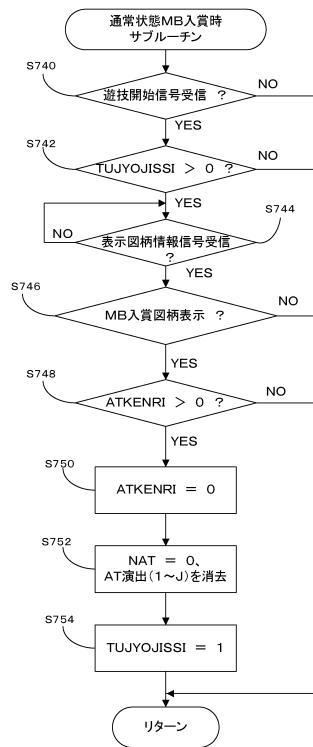 通常状態MB入賞時
サブルーチン
S740
遊技開始信号受信 ?
NO
YES
S742
TUJYOJISSI > 0 ?
NO
YES
S744
表示図柄情報信号受信
?
NO
YES
S746
MB入賞図柄表示 ?
NO
YES
S748
ATKENRI > 0 ?
NO
YES
S750
ATKENRI = 0
S752
NAT = 0、
AT演出(1~J)を消去
S754
TUJYOJISSI = 1
リターン